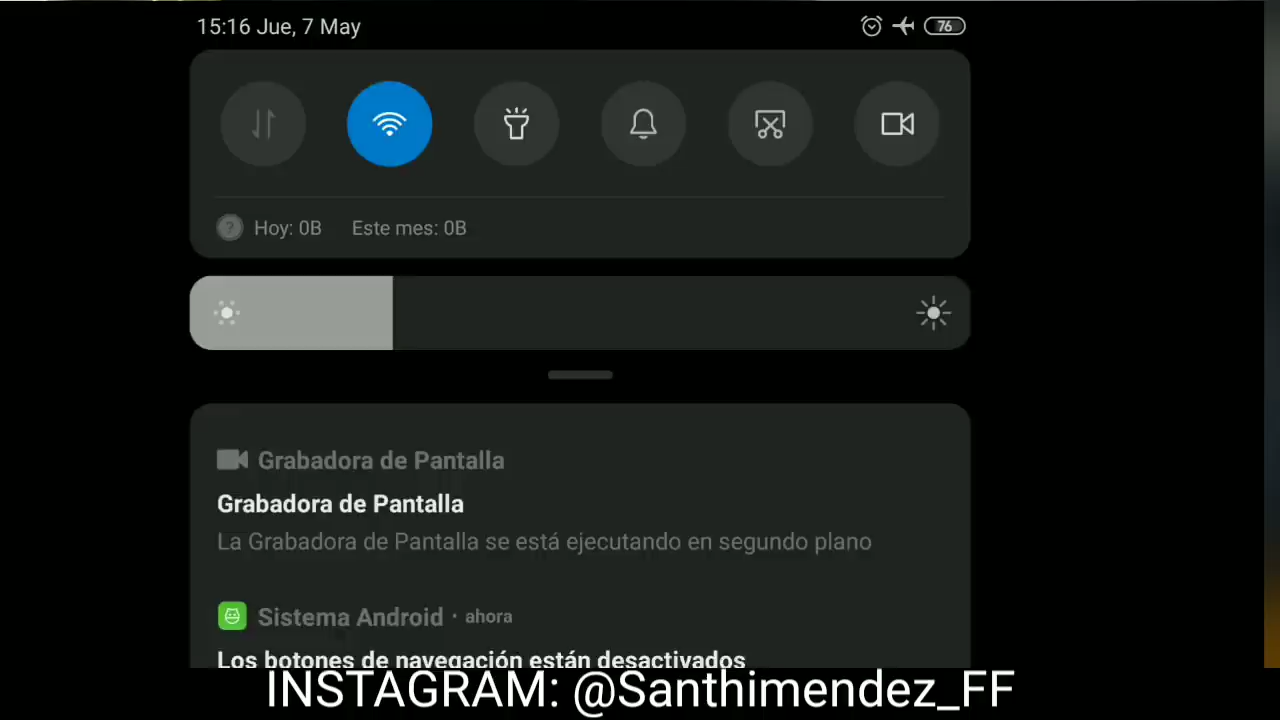 15:16 Jue, 7 May
76
Hoy: 0B Este mes: 0B
Grabadora de Pantalla
Grabadora de Pantalla
La Grabadora de Pantalla se está ejecutando en segundo plano
Sistema Android · ahora
Los botones de navegación están desactivados
INSTAGRAM: @Santhimendez_FF